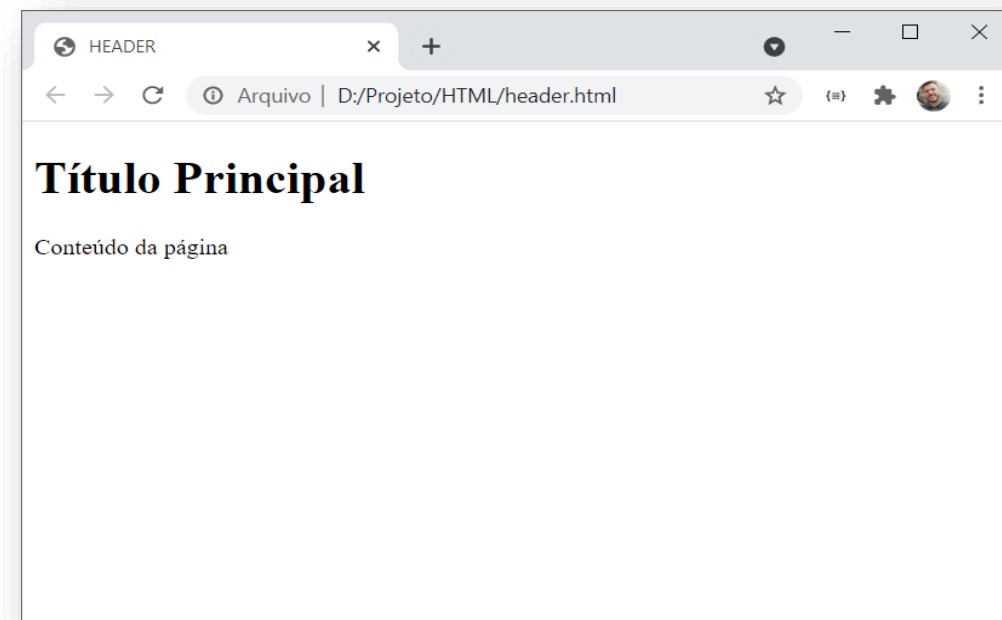 HEADER
Arquivo | D:/Projeto/HTML/header.html
Título Principal
Conteúdo da página